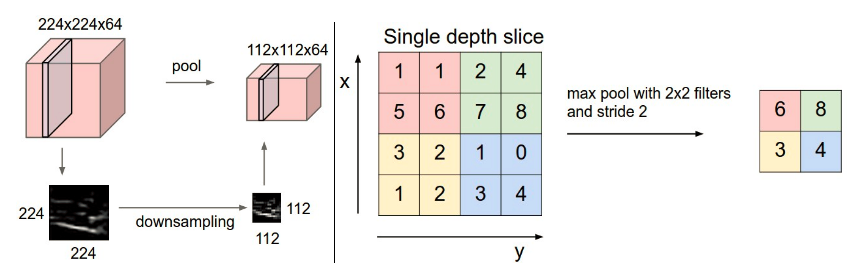 224x224x64
pool
112x112x64
224
224
downsampling
112
112
Single depth slice
x
1 1 2 4
5 6 7 8
3 2 1 0
1 2 3 4
y
max pool with 2x2 filters
and stride 2
6 8
3 4